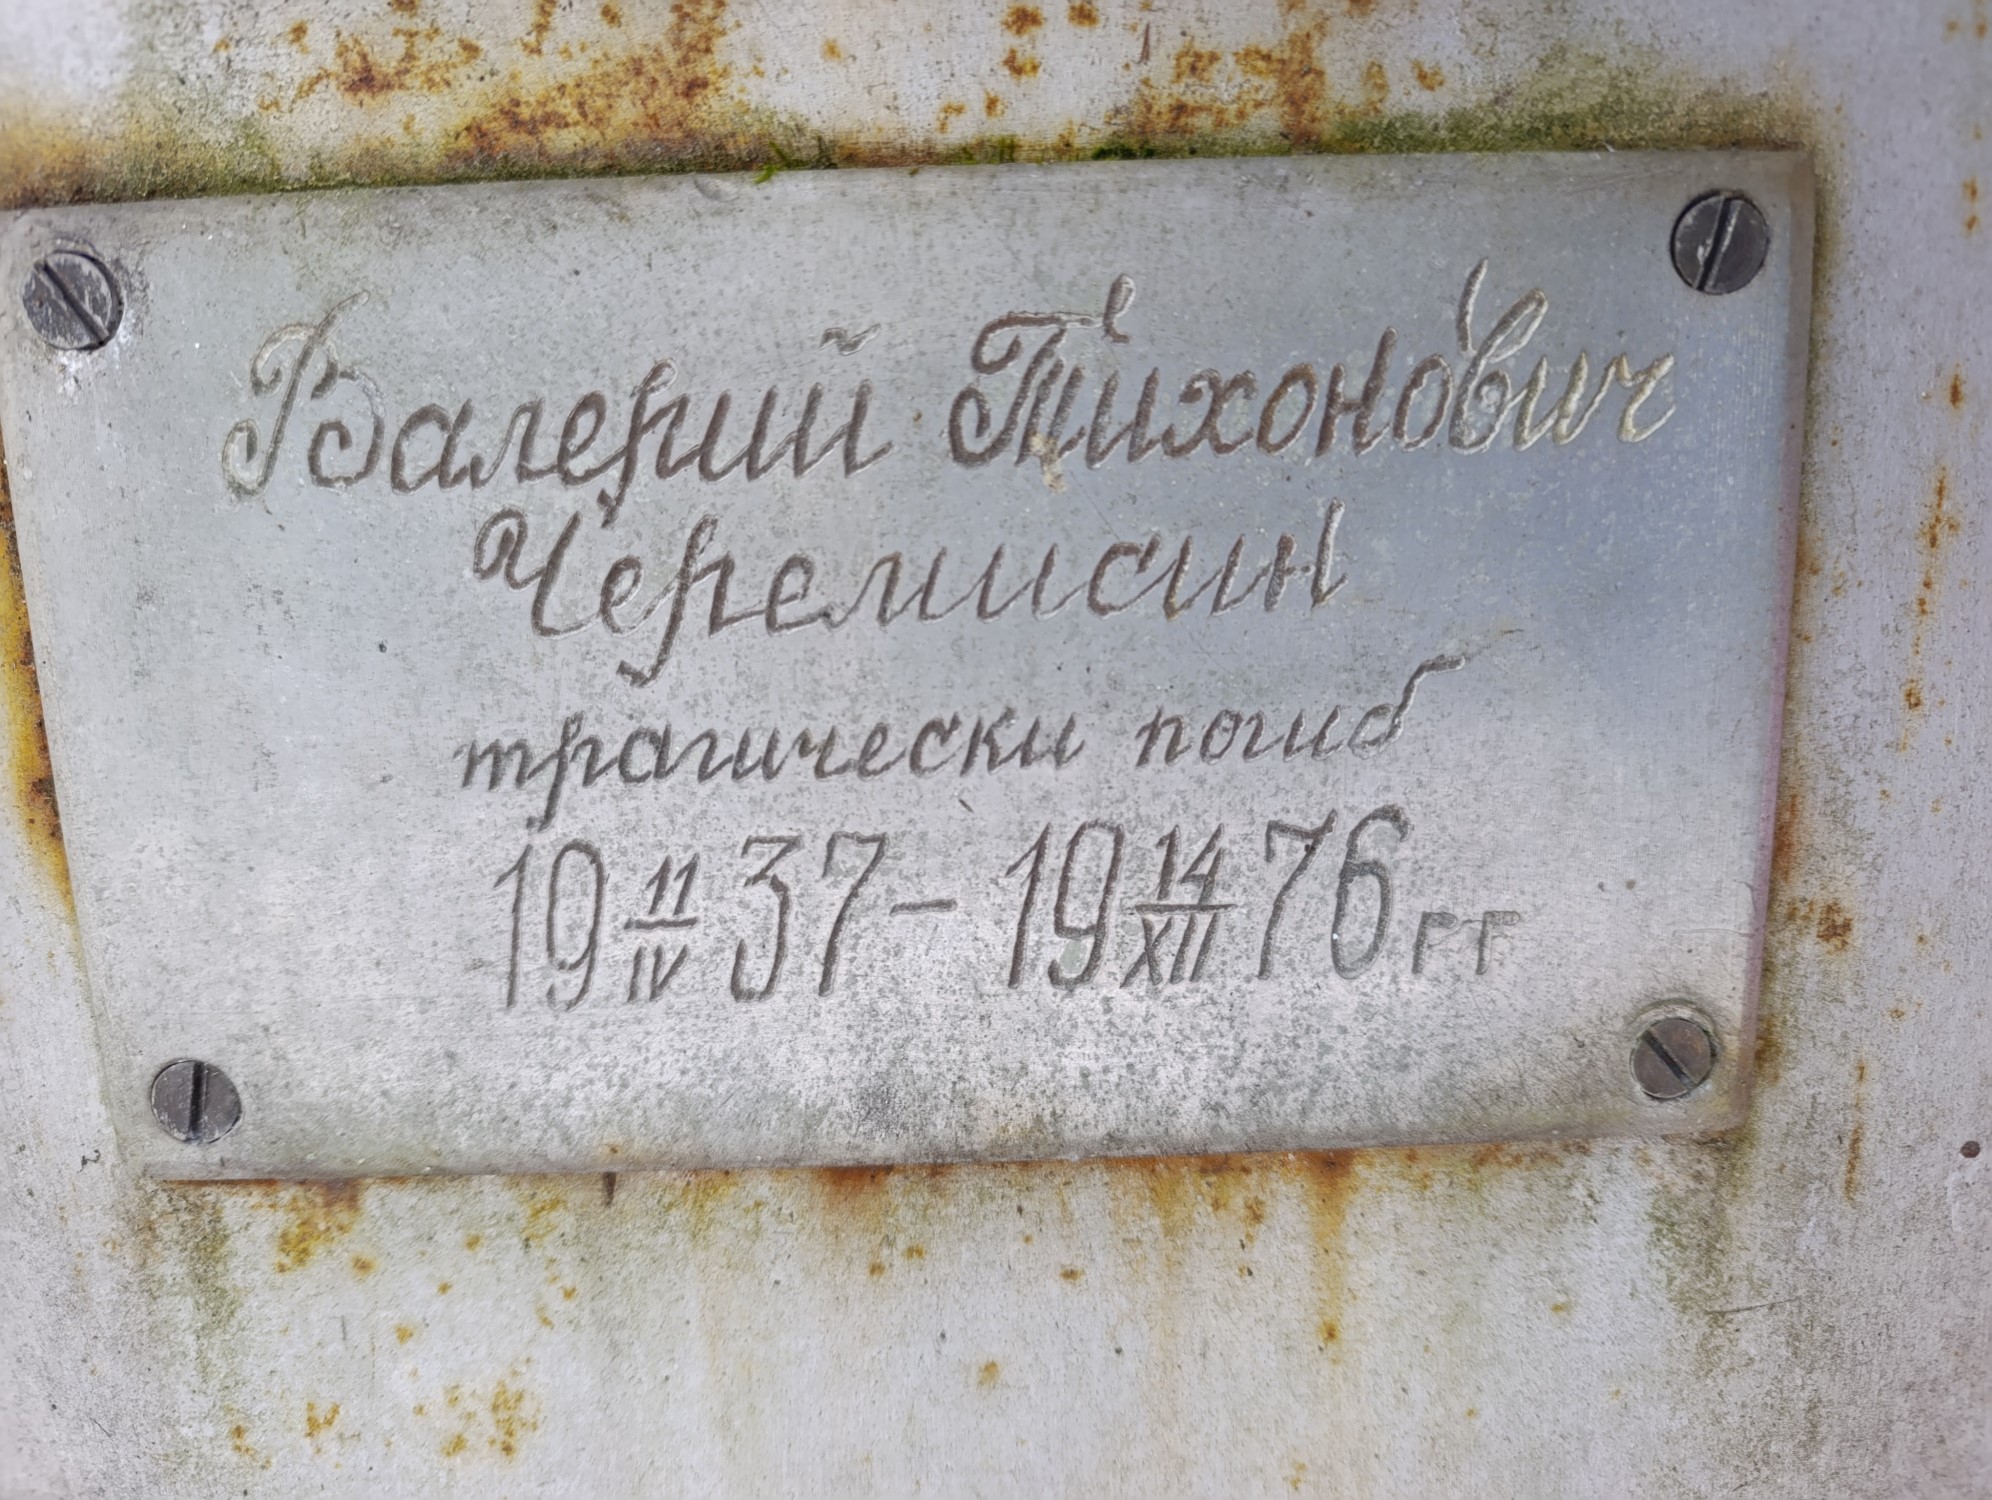 Валерий Тихонович
Черемисин
трагически погиб
19 11/IV 37 – 19 14/XII 76 гг